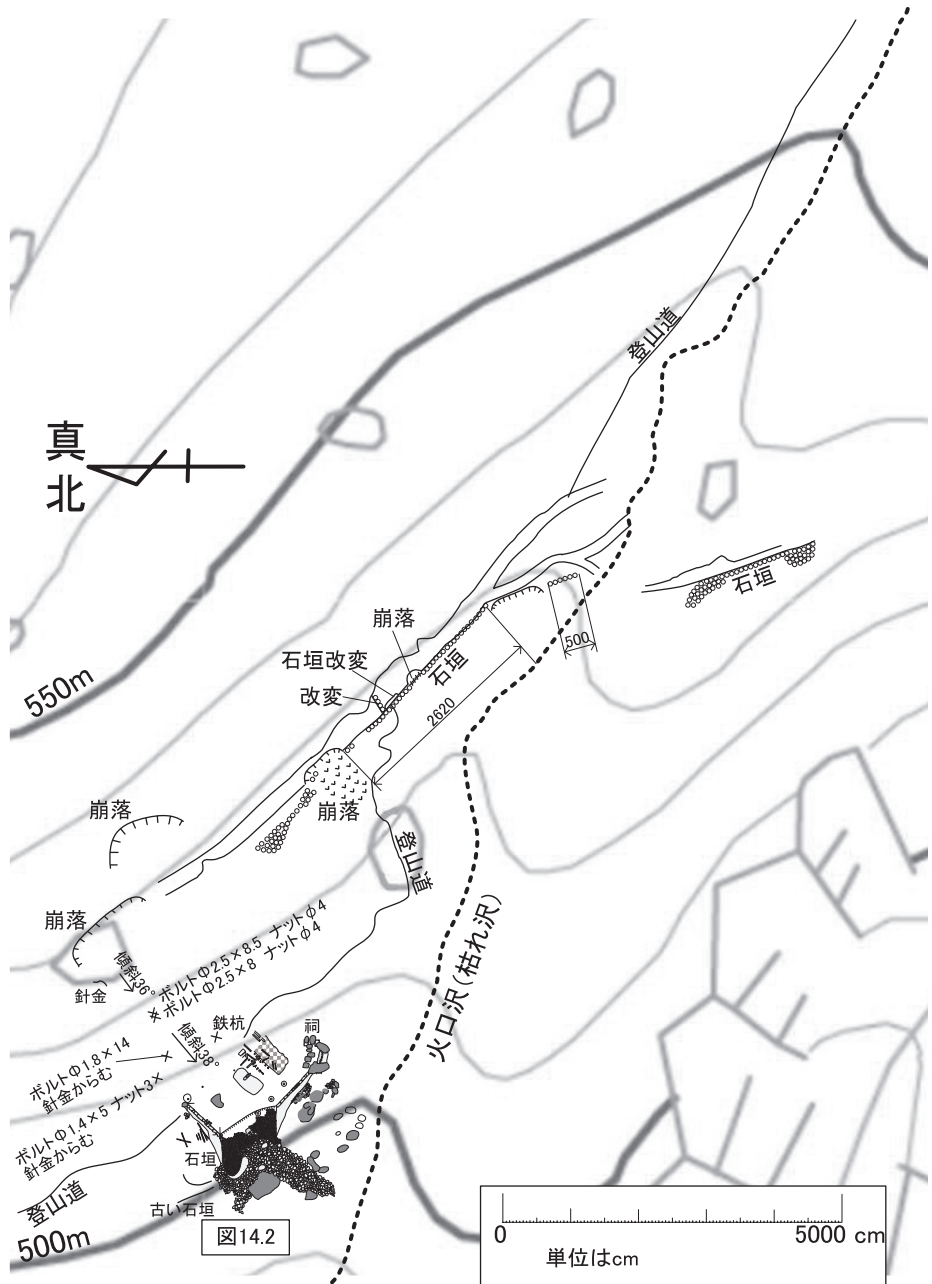 登山道
真
北
石垣
崩落
500
石垣改変
石垣
改変
2620
550m
崩落
崩落
登山道
崩落
傾斜36°
ボルトΦ2.5×8.5 ナットφ4
※ボルトΦ2.5×8 ナットφ4
針金
火口沢(枯れ沢)
鉄杭
祠
傾斜38°
ボルトΦ1.8×14
針金からむ
ボルトΦ1.4×5 ナット3
針金からむ
石垣
登山道
古い石垣
図14.2
500m
0
5000 cm
単位はcm